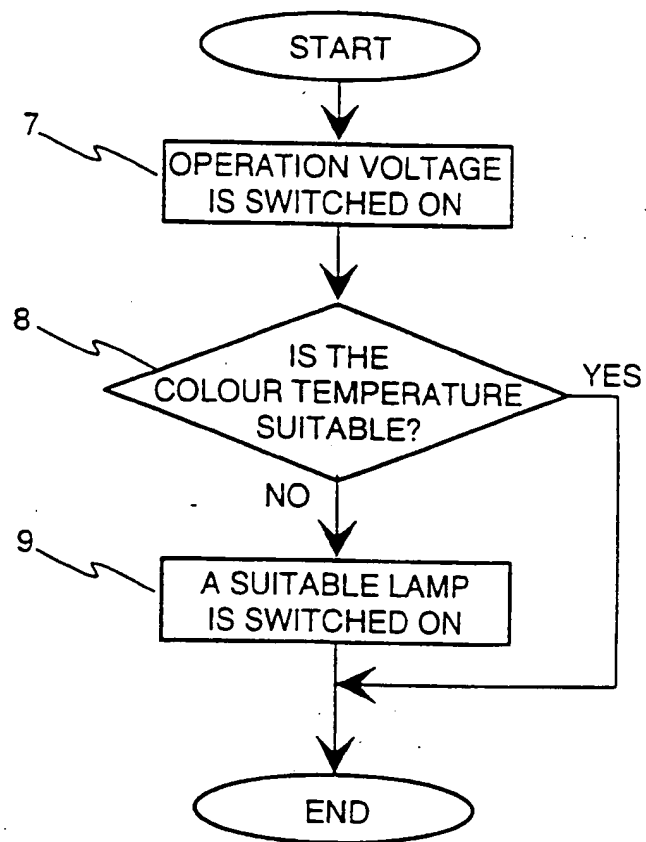 START
7
OPERATION VOLTAGE
IS SWITCHED ON
8
IS THE
COLOUR TEMPERATURE
SUITABLE?
YES
NO
9
A SUITABLE LAMP
IS SWITCHED ON
END